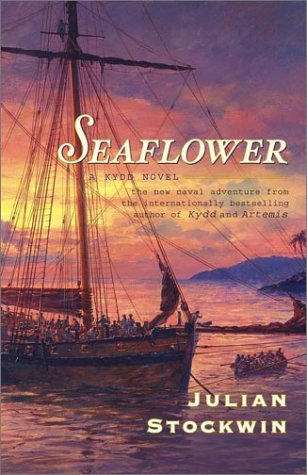 SEAFLOWER
A KYDD NOVEL
the new naval adventure from
the internationally bestselling
author of Kydd and Artemis
JULIAN
STOCKWIN